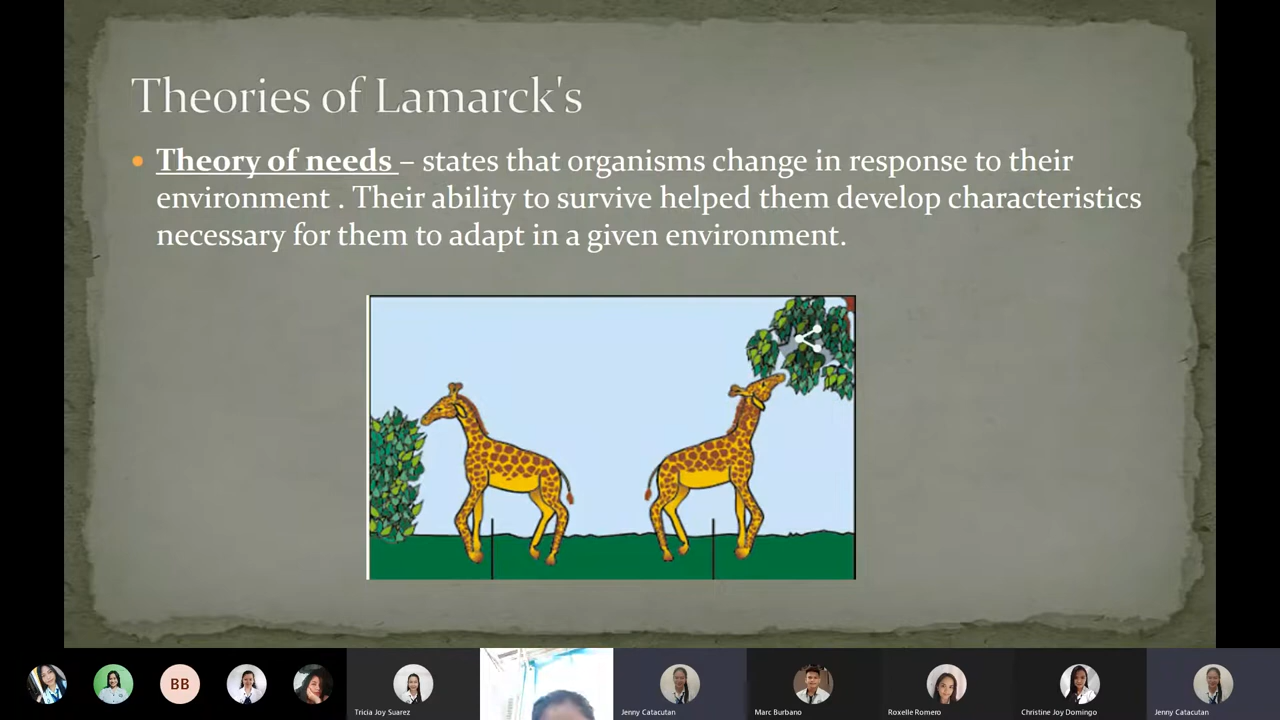 Theories of Lamarck's
Theory of needs – states that organisms change in response to their
environment . Their ability to survive helped them develop characteristics
necessary for them to adapt in a given environment.
BB
Tricia Joy Suarez
Jenny Catacutan
Marc Burbano
Roxelle Romero
Christine Joy Domingo
Jenny Catacutan